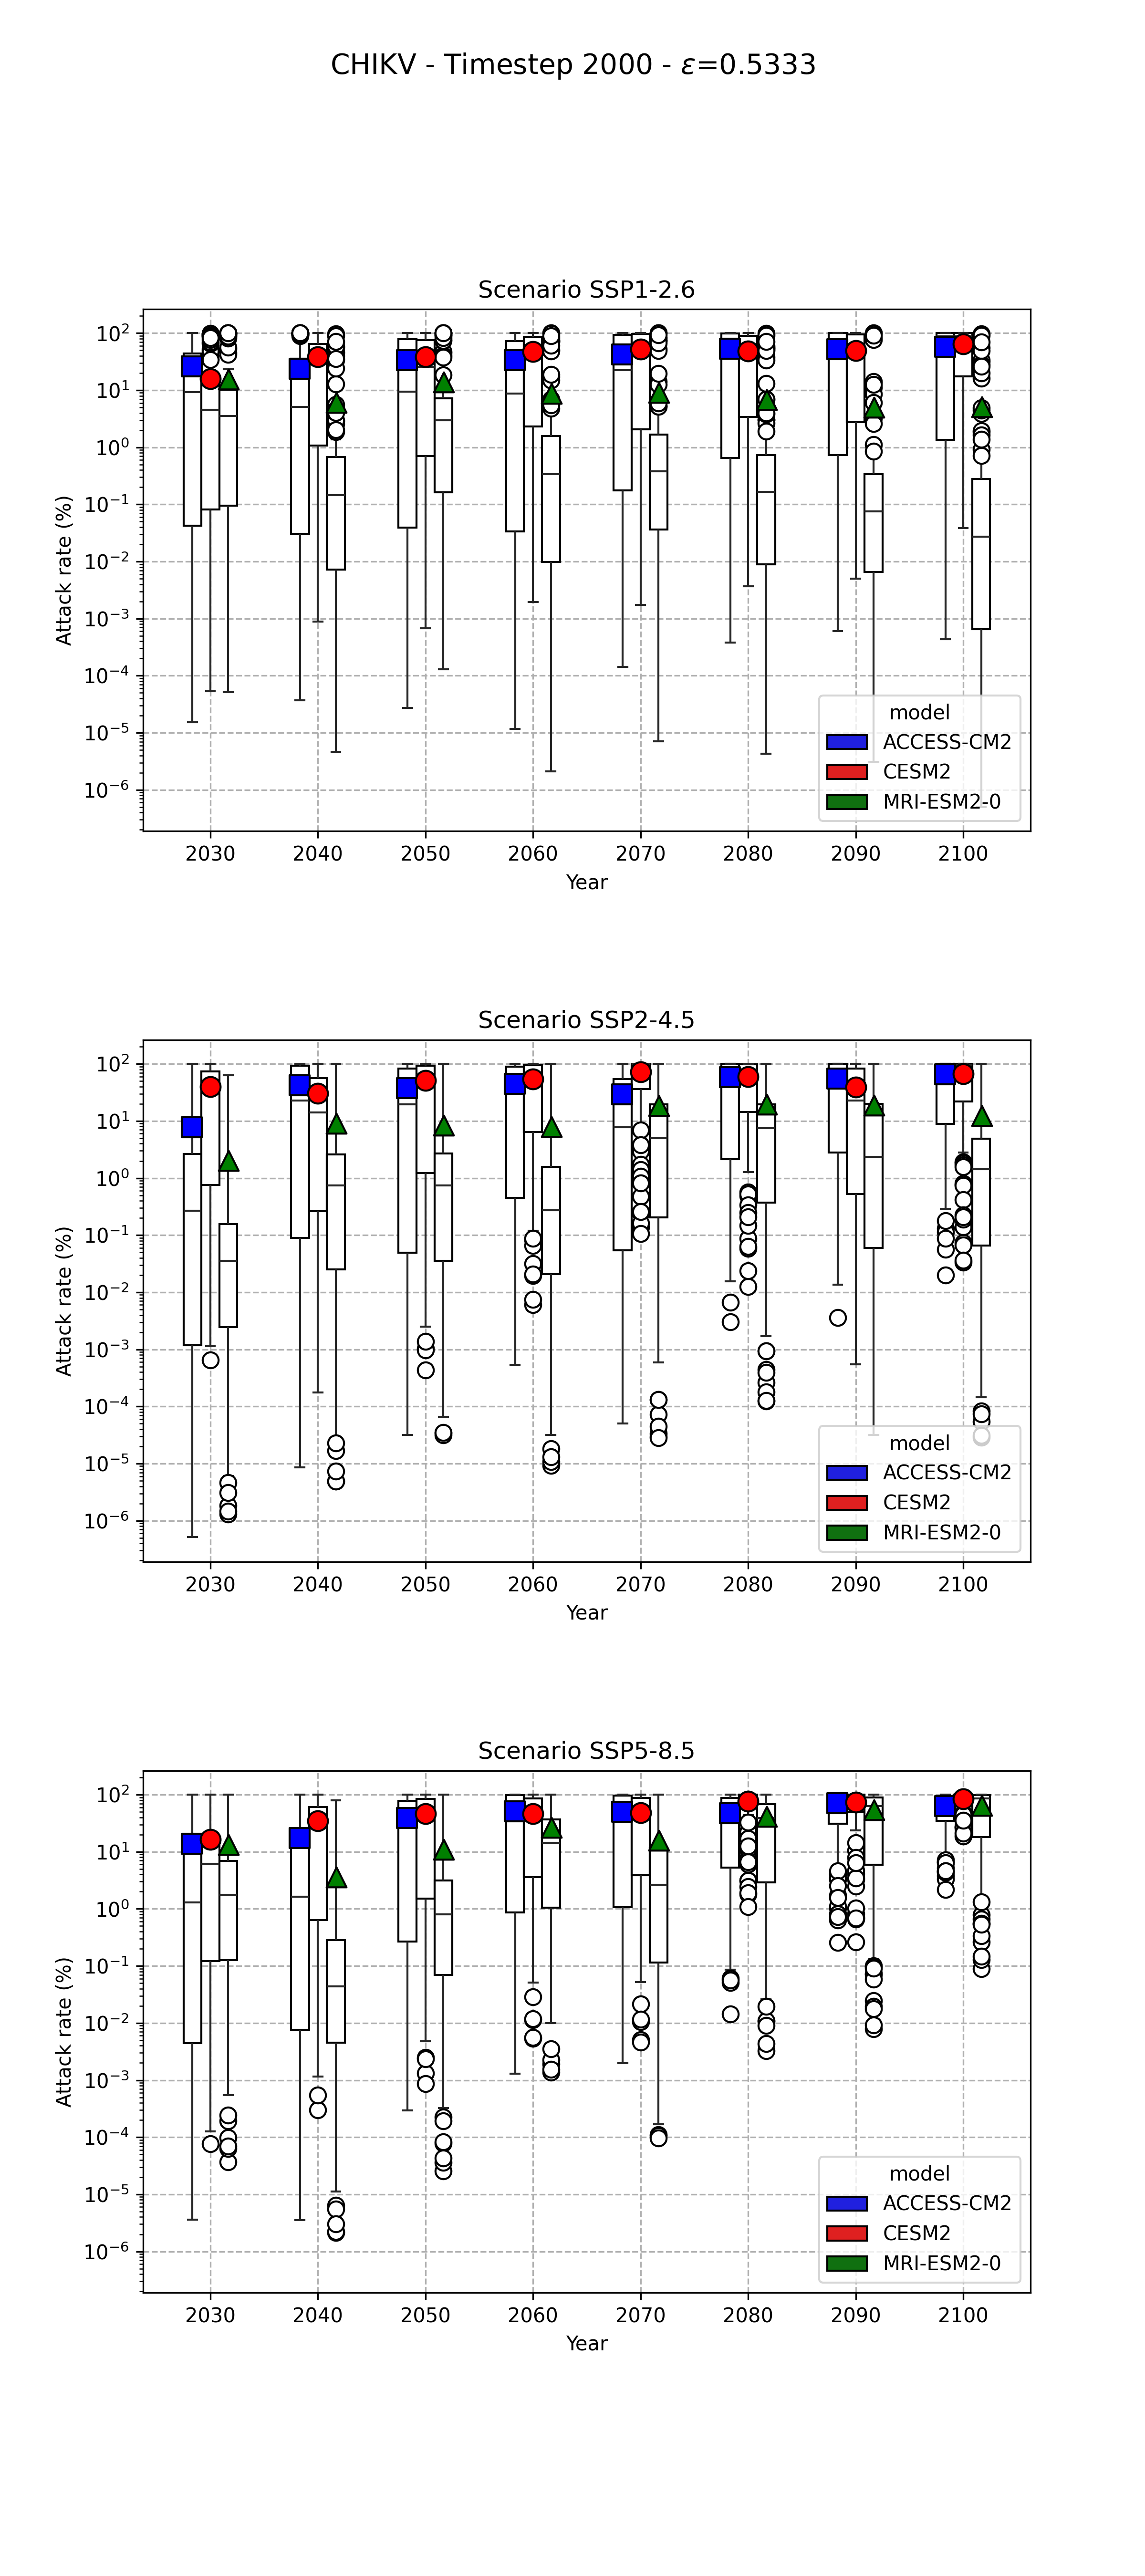 CHIKV - Timestep 2000 - ε=0.5333
Scenario SSP1-2.6
Attack rate (%)
10²
10¹
10⁰
10⁻¹
10⁻²
10⁻³
10⁻⁴
10⁻⁵
10⁻⁶
model
ACCESS-CM2
CESM2
MRI-ESM2-0
2030 2040 2050 2060 2070 2080 2090 2100
Year
Scenario SSP2-4.5
Attack rate (%)
10²
10¹
10⁰
10⁻¹
10⁻²
10⁻³
10⁻⁴
10⁻⁵
10⁻⁶
model
ACCESS-CM2
CESM2
MRI-ESM2-0
2030 2040 2050 2060 2070 2080 2090 2100
Year
Scenario SSP5-8.5
Attack rate (%)
10²
10¹
10⁰
10⁻¹
10⁻²
10⁻³
10⁻⁴
10⁻⁵
10⁻⁶
model
ACCESS-CM2
CESM2
MRI-ESM2-0
2030 2040 2050 2060 2070 2080 2090 2100
Year